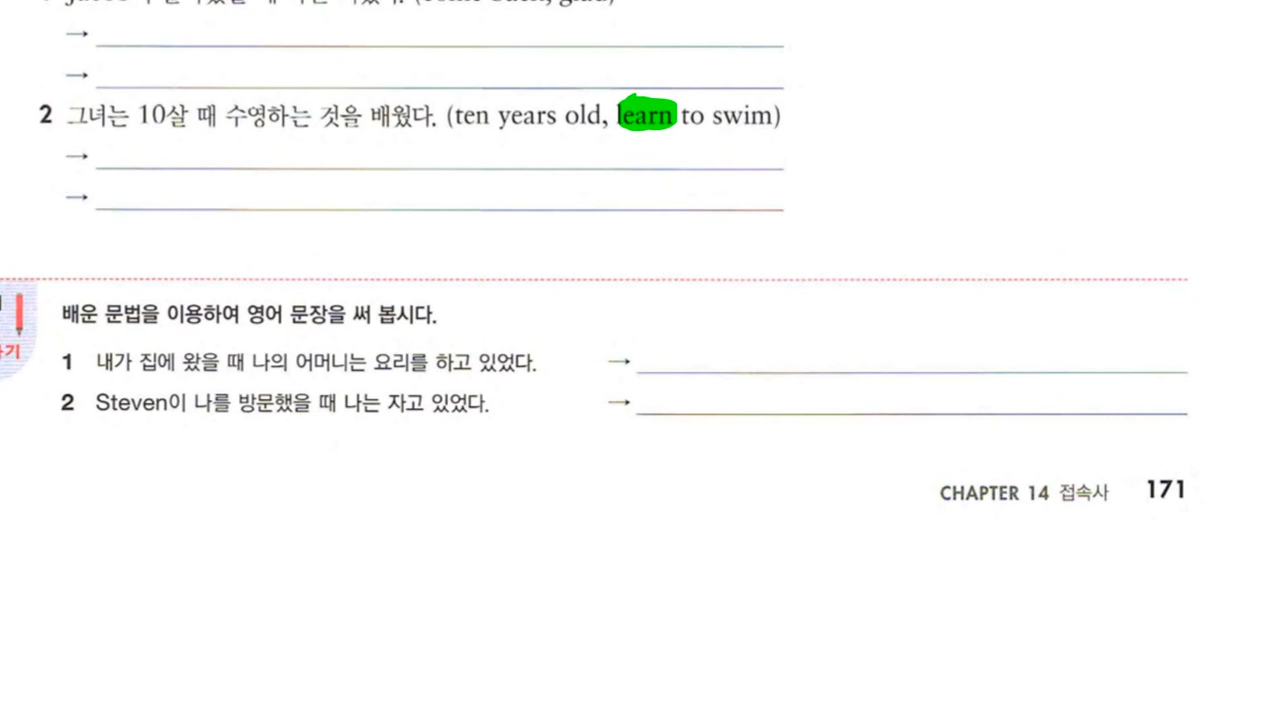 (come back, glad)
→
→
2 그녀는 10살 때 수영하는 것을 배웠다. (ten years old, learn to swim)
→
→
배운 문법을 이용하여 영어 문장을 써 봅시다.
1 내가 집에 왔을 때 나의 어머니는 요리를 하고 있었다. →
2 Steven이 나를 방문했을 때 나는 자고 있었다. →
CHAPTER 14 접속사 171